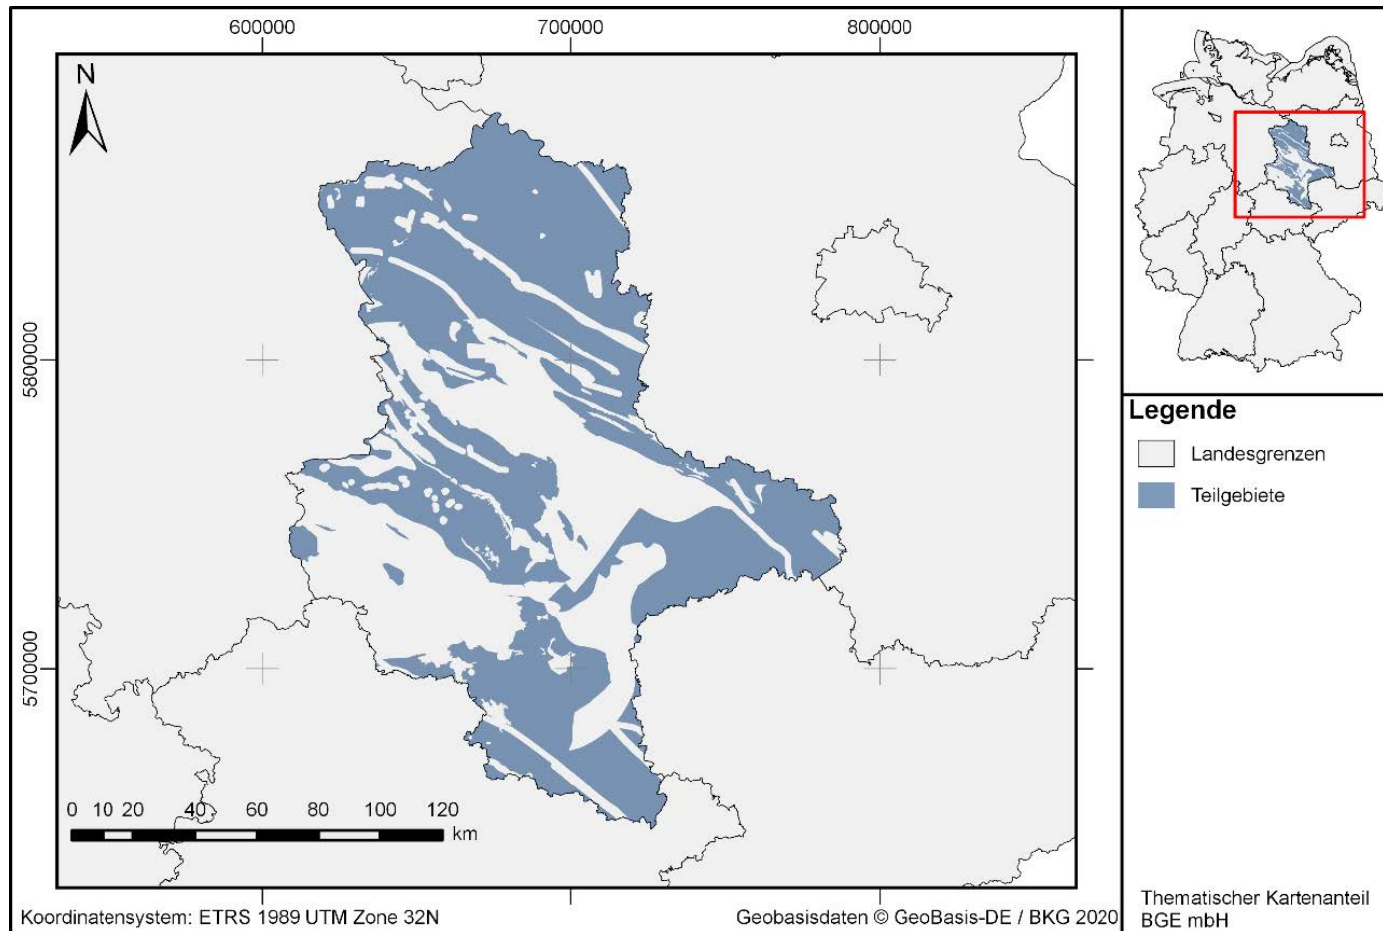 600000 700000 800000
N
5800000
5700000
0 10 20 40 60 80 100 120
km
Koordinatensystem: ETRS 1989 UTM Zone 32N
Geobasisdaten © GeoBasis-DE / BKG 2020
Legende
Landesgrenzen
Teilgebiete
Thematischer Kartenanteil
BGE mbH